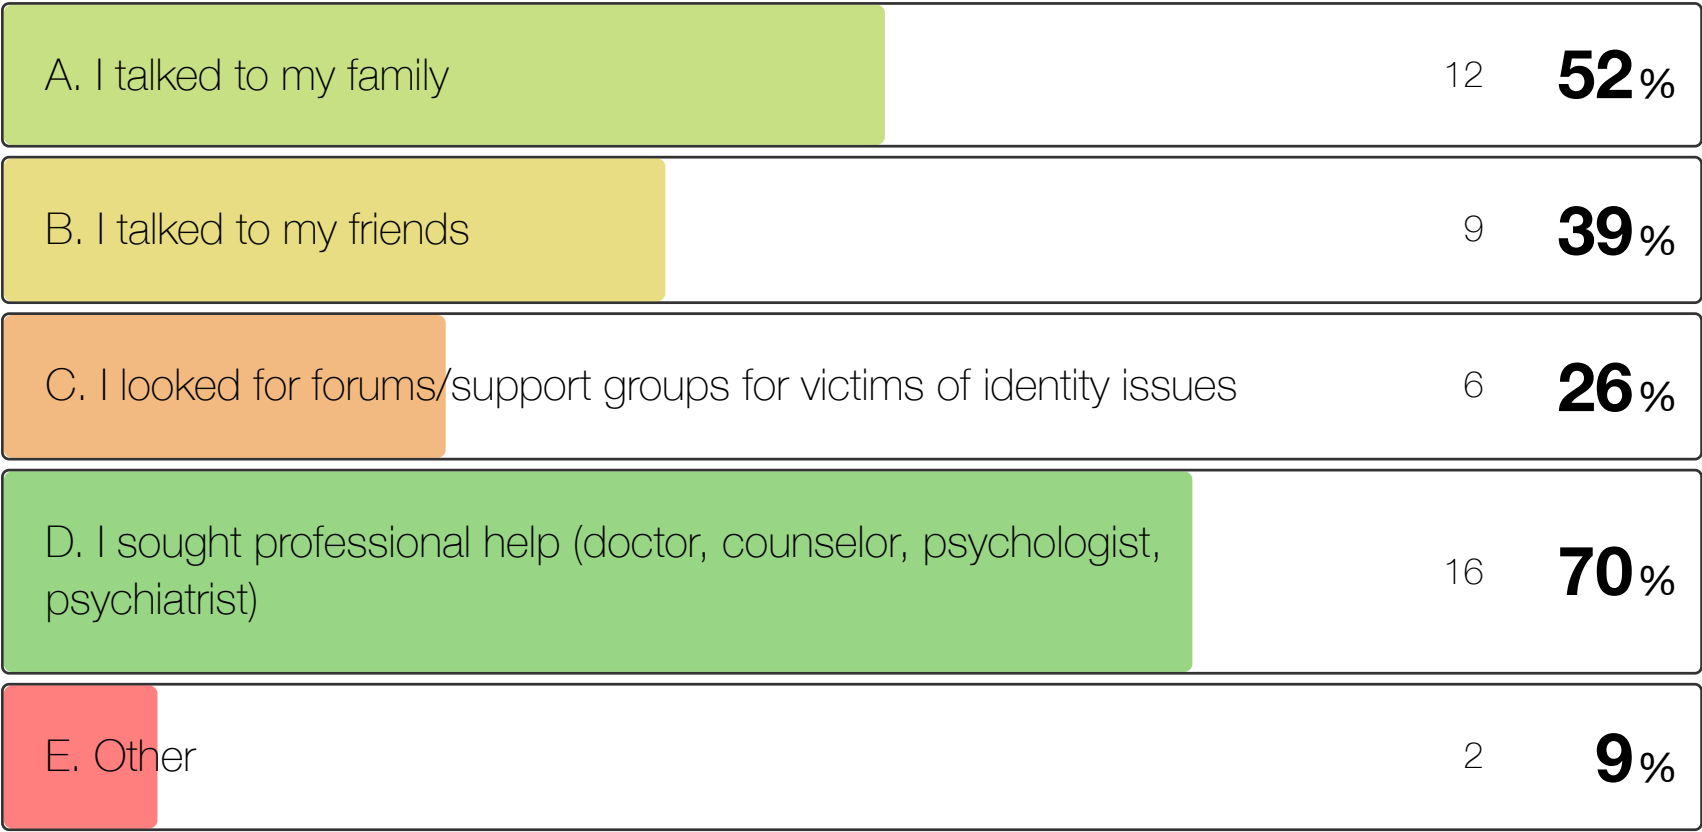 A. I talked to my family 12 52%
B. I talked to my friends 9 39%
C. I looked for forums/support groups for victims of identity issues 6 26%
D. I sought professional help (doctor, counselor, psychologist,
psychiatrist) 16 70%
E. Other 2 9%